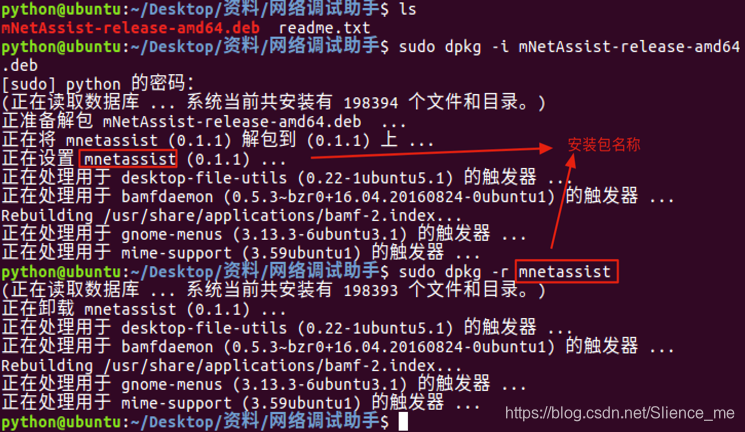 python@ubuntu:~/Desktop/资料/网络调试助手$ ls
mNetAssist-release-amd64.deb  readme.txt
python@ubuntu:~/Desktop/资料/网络调试助手$ sudo dpkg -i mNetAssist-release-amd64
.deb
[sudo] python 的密码:
(正在读取数据库 ... 系统当前共安装有 198394 个文件和目录。)
正准备解包 mNetAssist-release-amd64.deb  ...
正在将 mnetassist (0.1.1) 解包到 (0.1.1) 上 ...
正在设置 mnetassist (0.1.1) ...
安装包名称
正在处理用于 desktop-file-utils (0.22-1ubuntu5.1) 的触发器 ...
正在处理用于 bamfdaemon (0.5.3~bzr0+16.04.20160824-0ubuntu1) 的触发器 ...
Rebuilding /usr/share/applications/bamf-2.index...
正在处理用于 gnome-menus (3.13.3-6ubuntu3.1) 的触发器 ...
正在处理用于 mime-support (3.59ubuntu1) 的触发器 ...
python@ubuntu:~/Desktop/资料/网络调试助手$ sudo dpkg -r mnetassist
(正在读取数据库 ... 系统当前共安装有 198393 个文件和目录。)
正在卸载 mnetassist (0.1.1) ...
正在处理用于 desktop-file-utils (0.22-1ubuntu5.1) 的触发器 ...
正在处理用于 bamfdaemon (0.5.3~bzr0+16.04.20160824-0ubuntu1) 的触发器 ...
Rebuilding /usr/share/applications/bamf-2.index...
正在处理用于 gnome-menus (3.13.3-6ubuntu3.1) 的触发器 ...
正在处理用于 mime-support (3.59ubuntu1) 的触发器 ...
python@ubuntu:~/Desktop/资料/网络调试助手$
https://blog.csdn.net/Slience_me